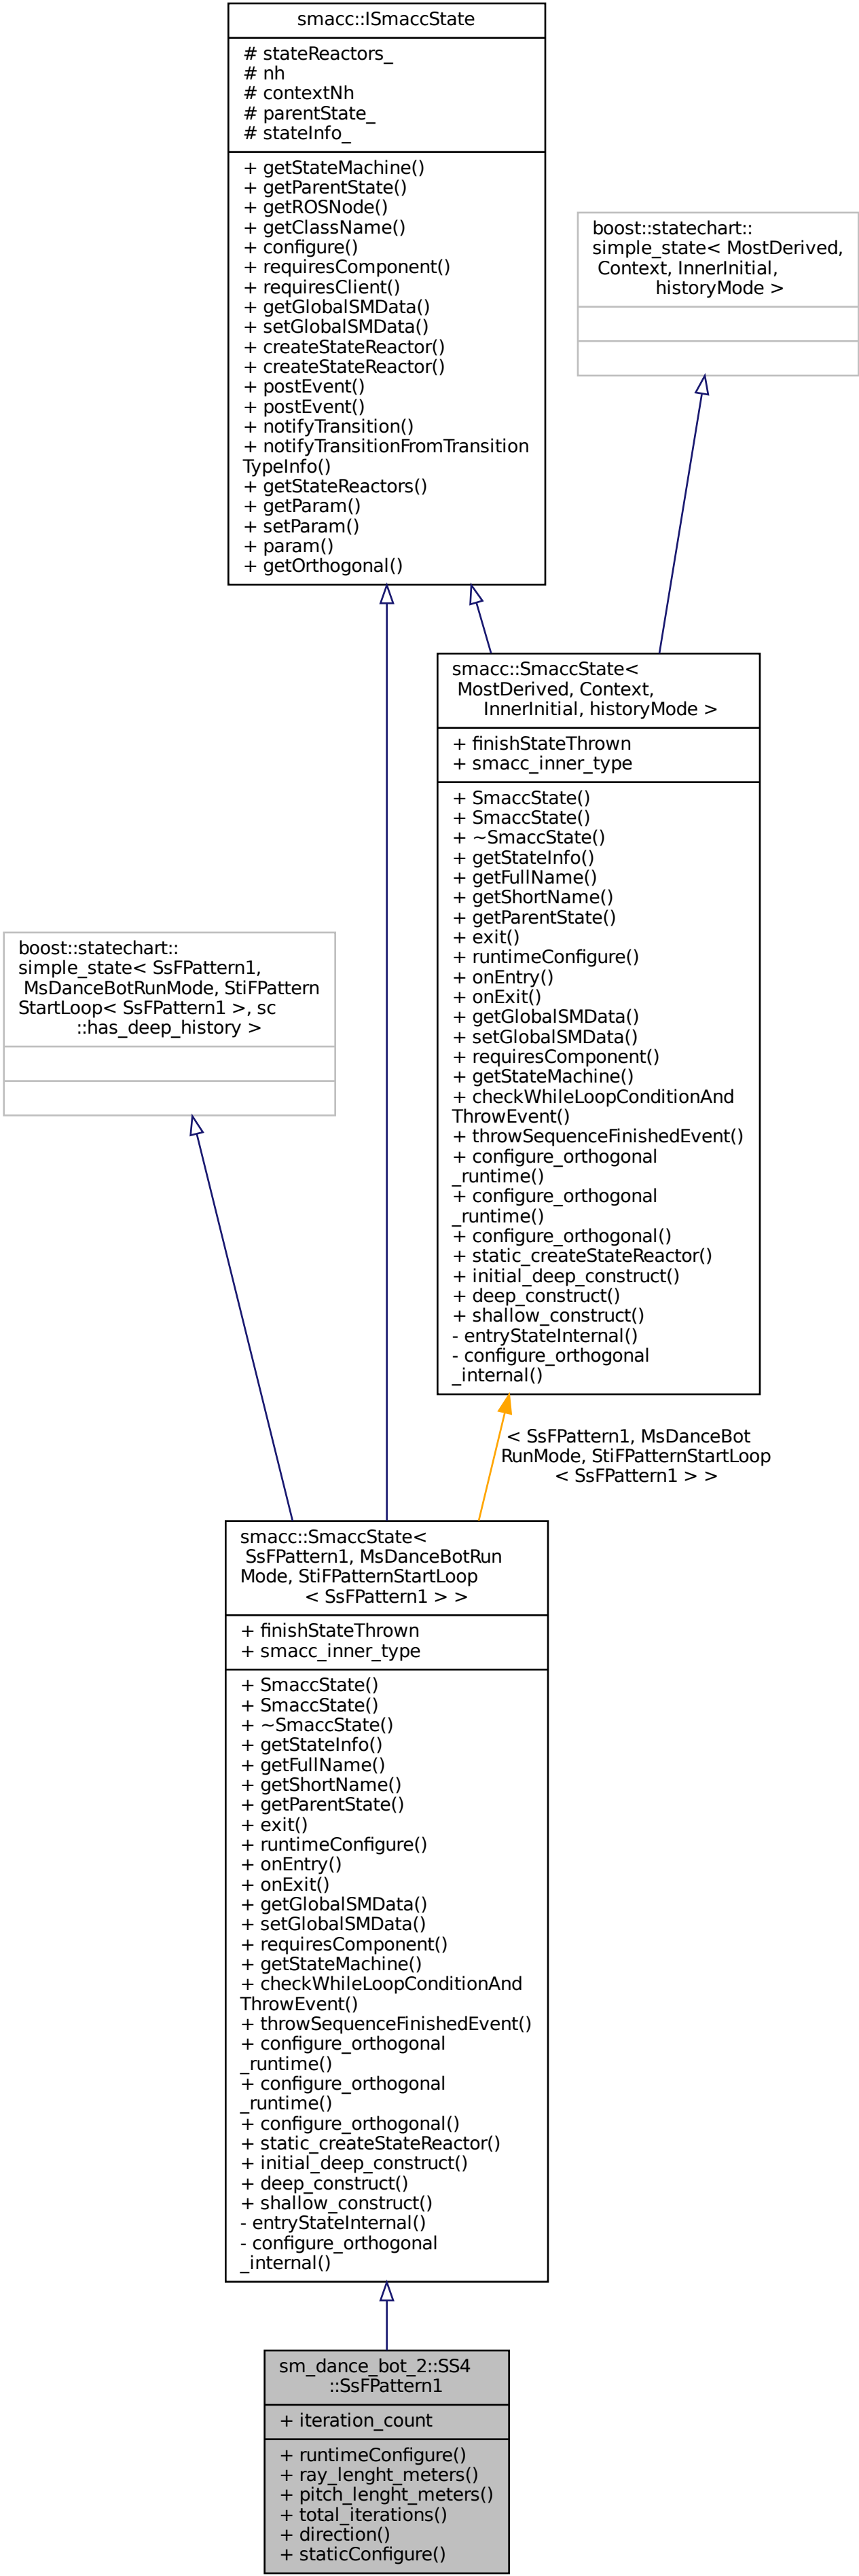 smacc::ISmaccState
# stateReactors_
# nh
# contextNh
# parentState_
# stateInfo_
+ getStateMachine()
+ getParentState()
+ getROSNode()
+ getClassName()
+ configure()
+ requiresComponent()
+ requiresClient()
+ getGlobalSMData()
+ setGlobalSMData()
+ createStateReactor()
+ createStateReactor()
+ postEvent()
+ postEvent()
+ notifyTransition()
+ notifyTransitionFromTransition
TypeInfo()
+ getStateReactors()
+ getParam()
+ setParam()
+ param()
+ getOrthogonal()
boost::statechart::
simple_state< MostDerived,
Context, InnerInitial,
historyMode >
smacc::SmaccState<
MostDerived, Context,
InnerInitial, historyMode >
+ finishStateThrown
+ smacc_inner_type
+ SmaccState()
+ SmaccState()
+ ~SmaccState()
+ getStateInfo()
+ getFullName()
+ getShortName()
+ getParentState()
+ exit()
+ runtimeConfigure()
+ onEntry()
+ onExit()
+ getGlobalSMData()
+ setGlobalSMData()
+ requiresComponent()
+ getStateMachine()
+ checkWhileLoopConditionAnd
ThrowEvent()
+ throwSequenceFinishedEvent()
+ configure_orthogonal
_runtime()
+ configure_orthogonal
_runtime()
+ configure_orthogonal()
+ static_createStateReactor()
+ initial_deep_construct()
+ deep_construct()
+ shallow_construct()
- entryStateInternal()
- configure_orthogonal
_internal()
boost::statechart::
simple_state< SsFPattern1,
MsDanceBotRunMode, StiFPattern
StartLoop< SsFPattern1 >, sc
::has_deep_history >
< SsFPattern1, MsDanceBot
RunMode, StiFPatternStartLoop
< SsFPattern1 > >
smacc::SmaccState<
SsFPattern1, MsDanceBotRun
Mode, StiFPatternStartLoop
< SsFPattern1 > >
+ finishStateThrown
+ smacc_inner_type
+ SmaccState()
+ SmaccState()
+ ~SmaccState()
+ getStateInfo()
+ getFullName()
+ getShortName()
+ getParentState()
+ exit()
+ runtimeConfigure()
+ onEntry()
+ onExit()
+ getGlobalSMData()
+ setGlobalSMData()
+ requiresComponent()
+ getStateMachine()
+ checkWhileLoopConditionAnd
ThrowEvent()
+ throwSequenceFinishedEvent()
+ configure_orthogonal
_runtime()
+ configure_orthogonal
_runtime()
+ configure_orthogonal()
+ static_createStateReactor()
+ initial_deep_construct()
+ deep_construct()
+ shallow_construct()
- entryStateInternal()
- configure_orthogonal
_internal()
sm_dance_bot_2::SS4
::SsFPattern1
+ iteration_count
+ runtimeConfigure()
+ ray_lenght_meters()
+ pitch_lenght_meters()
+ total_iterations()
+ direction()
+ staticConfigure()